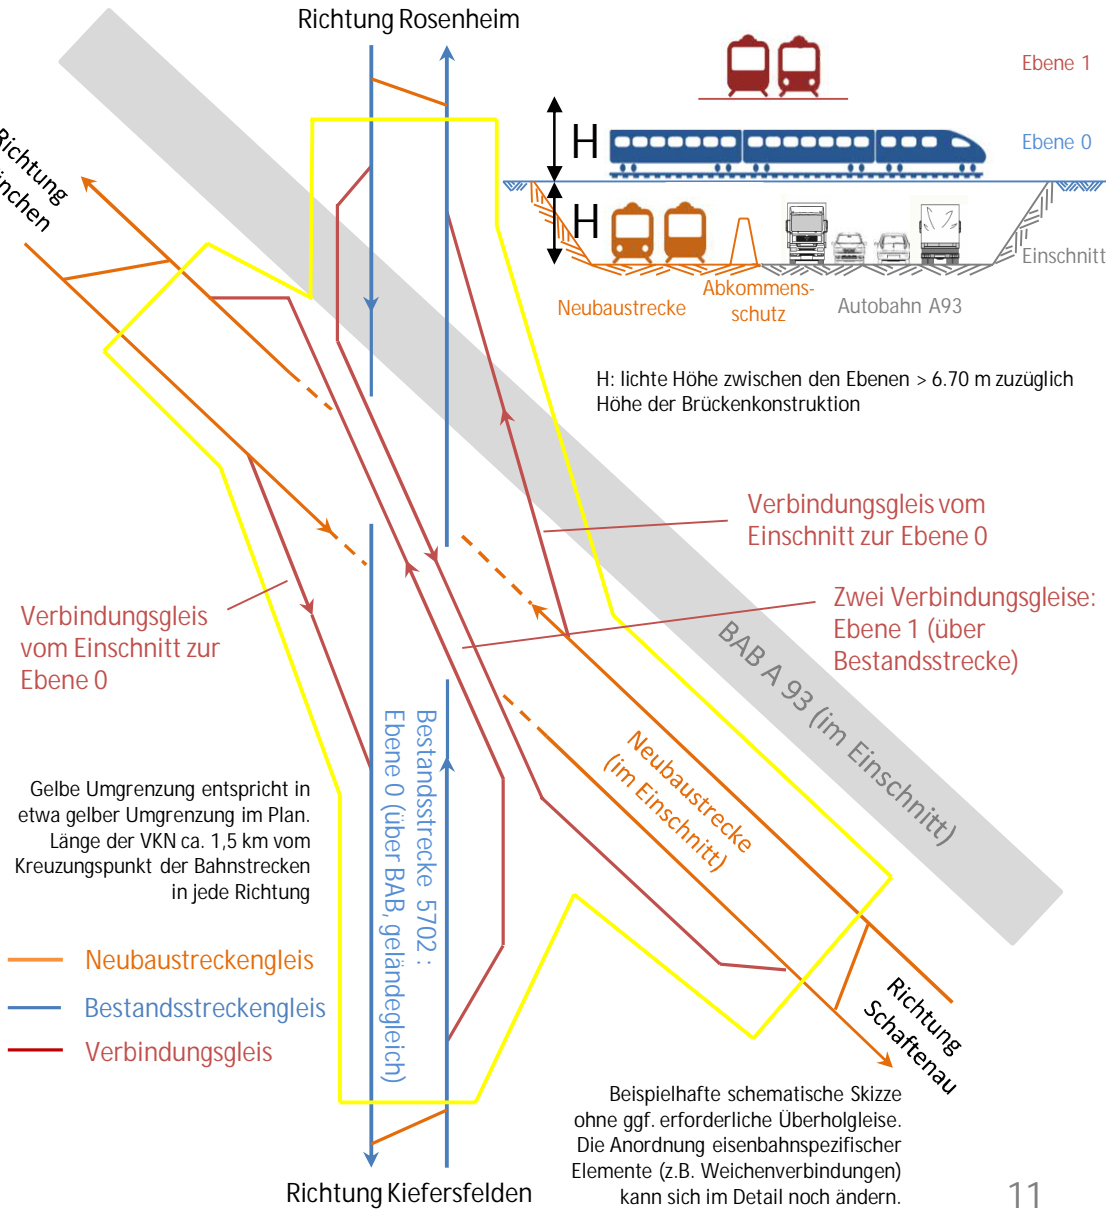 Richtung Rosenheim
Ebene 1
H
Ebene 0
Richtung
H
Einschnitt
Neubaustrecke
Abkommens-
schutz
Autobahn A93
H: lichte Höhe zwischen den Ebenen > 6.70 m zuzüglich
Höhe der Brückenkonstruktion
Verbindungsgleis vom
Einschnitt zur Ebene 0
Zwei Verbindungsgleise:
Ebene 1 (über
Bestandsstrecke)
Verbindungsgleis
vom Einschnitt zur
Ebene 0
BAB A 93 (im Einschnitt)
Neubaustrecke
(im Einschnitt)
Bestandsstrecke 5702 :
Ebene 0 (über BAB, geländegleich)
Gelbe Umgrenzung entspricht in
etwa gelber Umgrenzung im Plan.
Länge der VKN ca. 1,5 km vom
Kreuzungspunkt der Bahnstrecken
in jede Richtung
Neubaustreckengleis
Bestandsstreckengleis
Verbindungsgleis
Richtung
Schaftenau
Beispielhafte schematische Skizze
ohne ggf. erforderliche Überholgleise.
Die Anordnung eisenbahnspezifischer
Elemente (z.B. Weichenverbindungen)
kann sich im Detail noch ändern.
Richtung Kiefersfelden
11